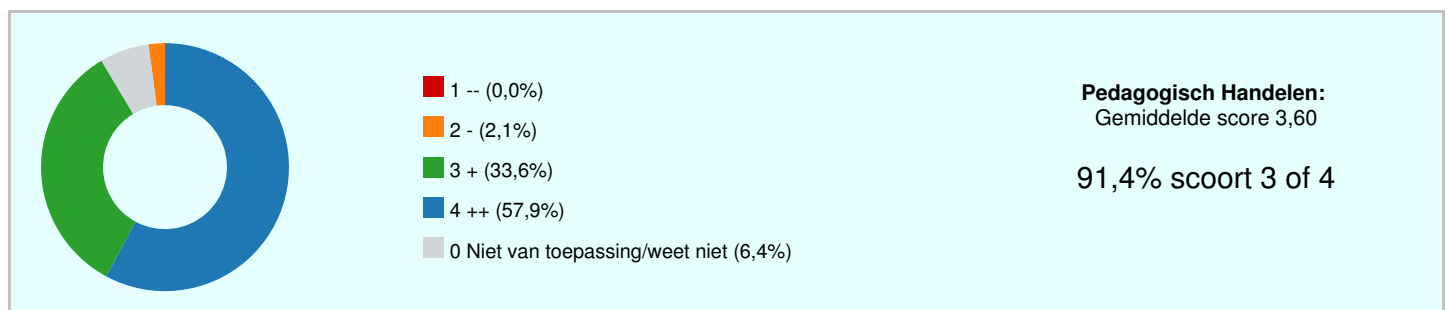 1 -- (0,0%)
2 - (2,1%)
3 + (33,6%)
4 ++ (57,9%)
0 Niet van toepassing/weet niet (6,4%)
Pedagogisch Handelen:
Gemiddelde score 3,60
91,4% scoort 3 of 4